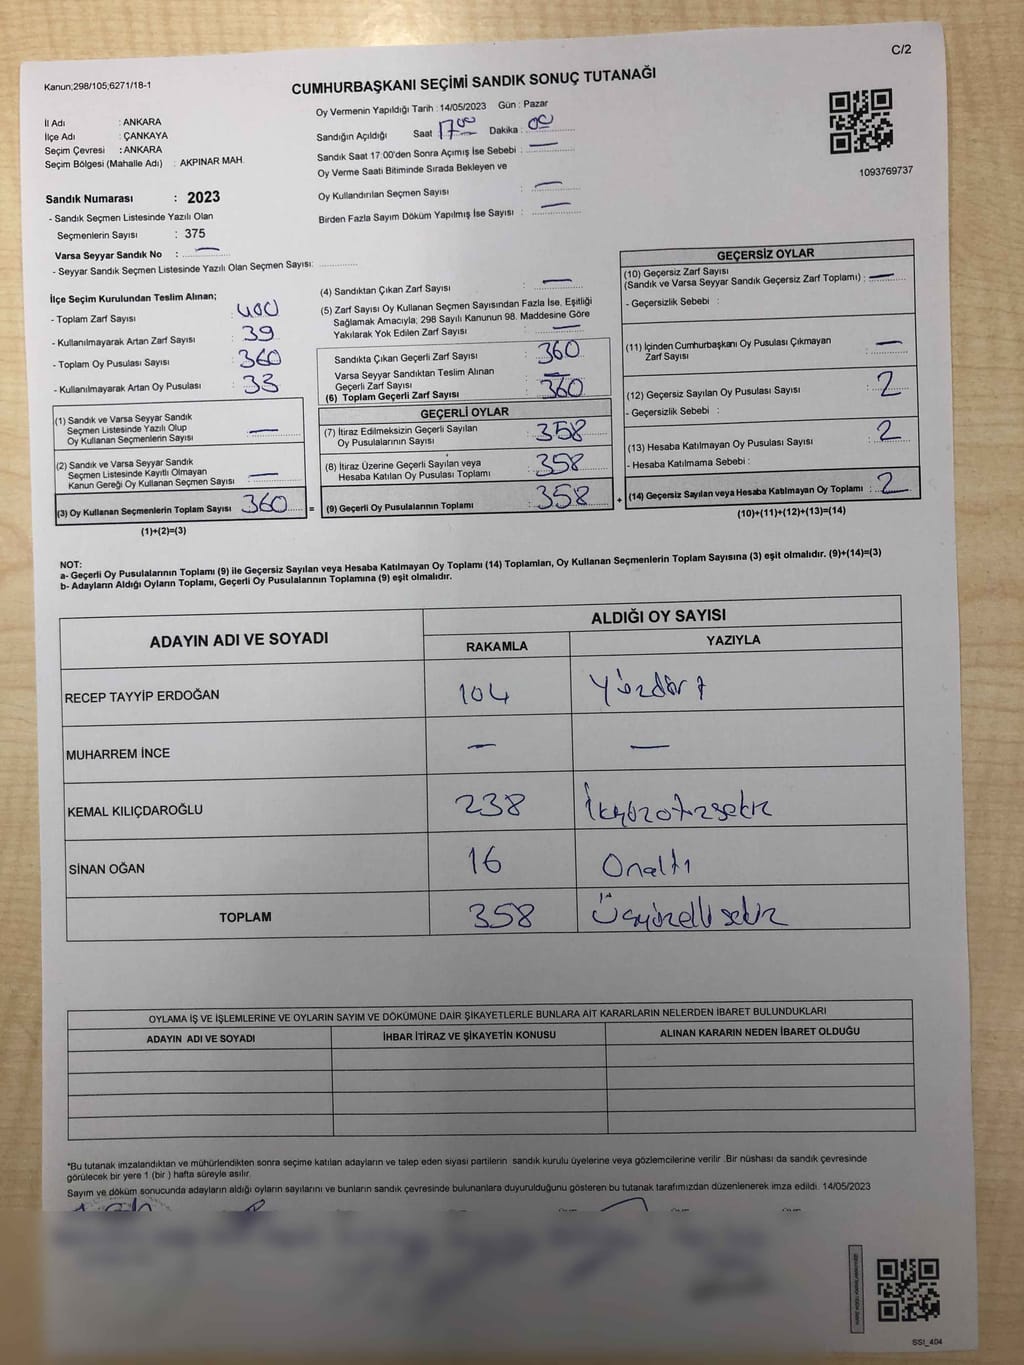 C/2
Kanun;298/105;6271/18-1
CUMHURBAŞKANI SEÇİMİ SANDIK SONUÇ TUTANAĞI
İl Adı : ANKARA
İlçe Adı : ÇANKAYA
Seçim Çevresi : ANKARA
Seçim Bölgesi (Mahalle Adı) : AKPINAR MAH.
Sandık Numarası : 2023
- Sandık Seçmen Listesinde Yazılı Olan
Seçmenlerin Sayısı : 375
Varsa Seyyar Sandık No : —
- Seyyar Sandık Seçmen Listesinde Yazılı Olan Seçmen Sayısı:
Oy Vermenin Yapıldığı Tarih : 14/05/2023 Gün : Pazar
Sandığın Açıldığı Saat 17:00 Dakika : 00
Sandık Saat 17:00'den Sonra Açımış İse Sebebi : —
Oy Verme Saati Bitiminde Sırada Bekleyen ve
Oy Kullandırılan Seçmen Sayısı : —
Birden Fazla Sayım Döküm Yapılmış İse Sayısı : —
1093769737
İlçe Seçim Kurulundan Teslim Alınan;
- Toplam Zarf Sayısı : 400
- Kullanılmayarak Artan Zarf Sayısı : 39
- Toplam Oy Pusulası Sayısı : 360
- Kullanılmayarak Artan Oy Pusulası : 33
(1) Sandık ve Varsa Seyyar Sandık
Seçmen Listesinde Yazılı Olup
Oy Kullanan Seçmenlerin Sayısı : —
(2) Sandık ve Varsa Seyyar Sandık
Seçmen Listesinde Kayıtlı Olmayan
Kanun Gereği Oy Kullanan Seçmen Sayısı : —
(3) Oy Kullanan Seçmenlerin Toplam Sayısı : 360
(1)+(2)=(3)
(4) Sandıktan Çıkan Zarf Sayısı : —
(5) Zarf Sayısı Oy Kullanan Seçmen Sayısından Fazla İse, Eşitliği
Sağlamak Amacıyla; 298 Sayılı Kanunun 98. Maddesine Göre
Yakılarak Yok Edilen Zarf Sayısı : —
Sandıkta Çıkan Geçerli Zarf Sayısı : 360
Varsa Seyyar Sandıktan Teslim Alınan
Geçerli Zarf Sayısı : —
(6) Toplam Geçerli Zarf Sayısı : 360
GEÇERLİ OYLAR
(7) İtiraz Edilmeksizin Geçerli Sayılan
Oy Pusulalarının Sayısı : 358
(8) İtiraz Üzerine Geçerli Sayılan veya
Hesaba Katılan Oy Pusulası Toplamı : 358
= (9) Geçerli Oy Pusulalarının Toplamı : 358
GEÇERSİZ OYLAR
(10) Geçersiz Zarf Sayısı
(Sandık ve Varsa Seyyar Sandık Geçersiz Zarf Toplamı) : —
- Geçersizlik Sebebi :
(11) İçinden Cumhurbaşkanı Oy Pusulası Çıkmayan
Zarf Sayısı : —
(12) Geçersiz Sayılan Oy Pusulası Sayısı : 2
- Geçersizlik Sebebi :
(13) Hesaba Katılmayan Oy Pusulası Sayısı : 2
- Hesaba Katılmama Sebebi :
+ (14) Geçersiz Sayılan veya Hesaba Katılmayan Oy Toplamı : 2
(10)+(11)+(12)+(13)=(14)
NOT:
a- Geçerli Oy Pusulalarının Toplamı (9) ile Geçersiz Sayılan veya Hesaba Katılmayan Oy Toplamı (14) Toplamları, Oy Kullanan Seçmenlerin Toplam Sayısına (3) eşit olmalıdır. (9)+(14)=(3)
b- Adayların Aldığı Oyların Toplamı, Geçerli Oy Pusulalarının Toplamına (9) eşit olmalıdır.
ADAYIN ADI VE SOYADI
ALDIĞI OY SAYISI
RAKAMLA YAZIYLA
RECEP TAYYİP ERDOĞAN 104 Yüzdört
MUHARREM İNCE — —
KEMAL KILIÇDAROĞLU 238 İkiyüzotuzsekiz
SİNAN OĞAN 16 Onaltı
TOPLAM 358 Üçyüzellisekiz
OYLAMA İŞ VE İŞLEMLERİNE VE OYLARIN SAYIM VE DÖKÜMÜNE DAİR ŞİKAYETLERLE BUNLARA AİT KARARLARIN NELERDEN İBARET BULUNDUKLARI
ADAYIN ADI VE SOYADI İHBAR İTİRAZ VE ŞİKAYETİN KONUSU ALINAN KARARIN NEDEN İBARET OLDUĞU
*Bu tutanak imzalandıktan ve mühürlendikten sonra seçime katılan adayların ve talep eden siyasi partilerin sandık kurulu üyelerine veya gözlemcilerine verilir .Bir nüshası da sandık çevresinde
görülecek bir yere 1 (bir ) hafta süreyle asılır.
Sayım ve döküm sonucunda adayların aldığı oyların sayılarını ve bunların sandık çevresinde bulunanlara duyurulduğunu gösteren bu tutanak tarafımızdan düzenlenerek imza edildi. 14/05/2023
SSI_404